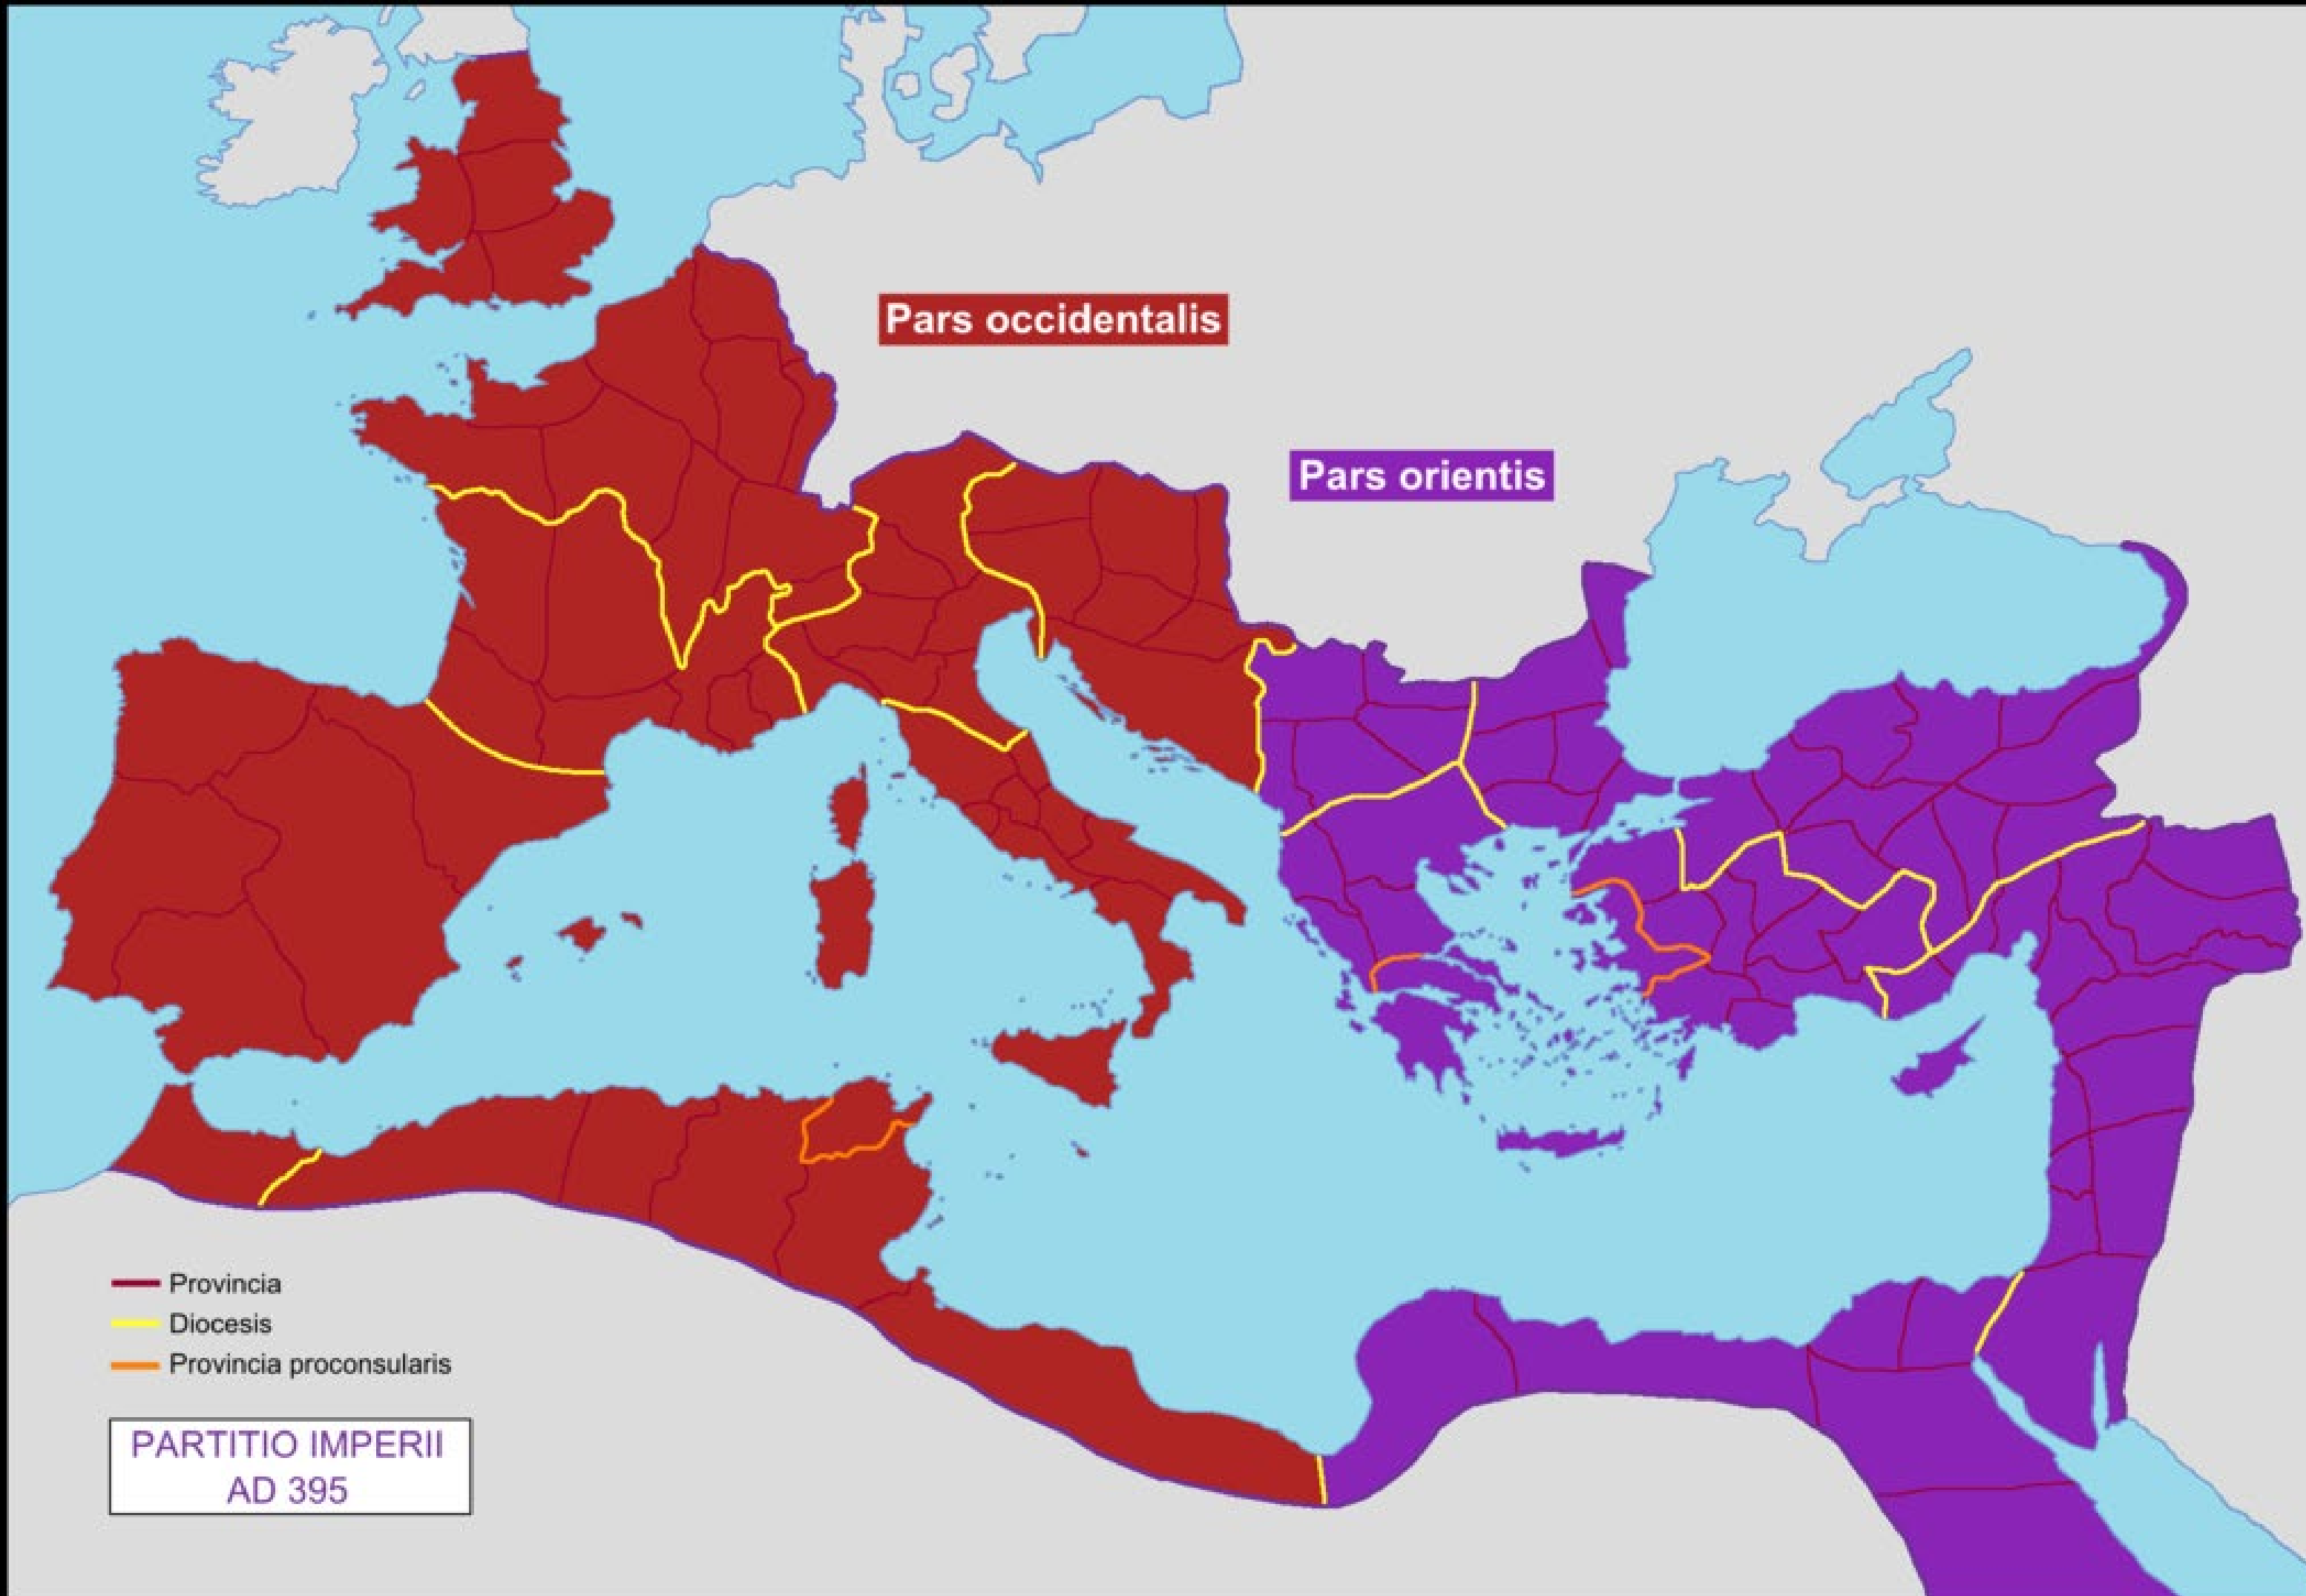 Pars occidentalis
Pars orientis
Provincia
Diocesis
Provincia proconsularis
PARTITIO IMPERII
AD 395